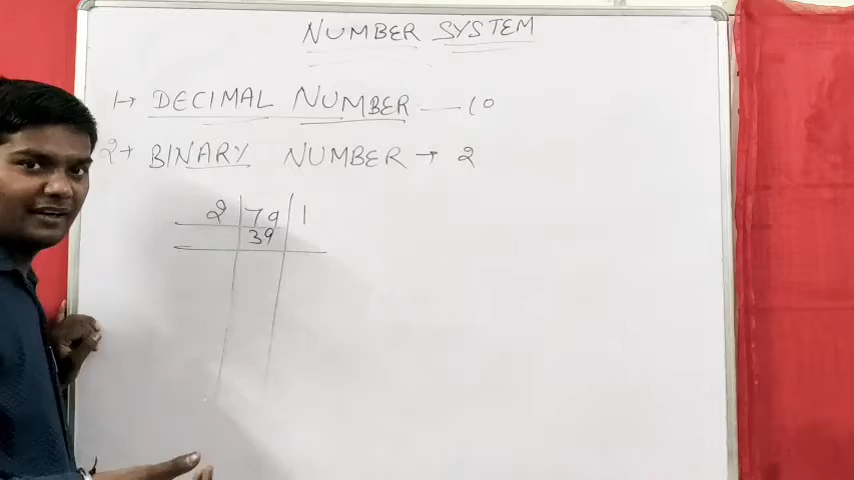 NUMBER SYSTEM
1→ DECIMAL NUMBER — 10
2→ BINARY NUMBER → 2
2 79 1
39